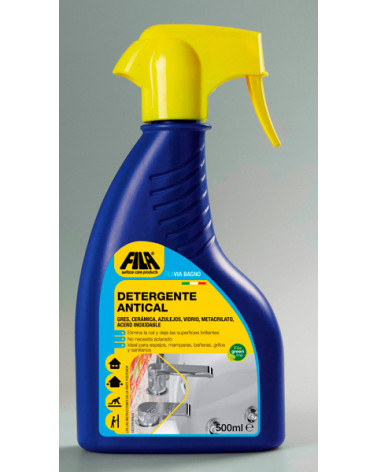 FILA
surface care products
VIA BAGNO
DETERGENTE
ANTICAL
GRES, CERÁMICA, AZULEJOS, VIDRIO, METACRILATO,
ACERO INOXIDABLE
Elimina la cal y deja las superficies brillantes
No necesita aclarado
Ideal para espejos, mamparas, bañeras, grifos
y sanitarios
green
500ml e